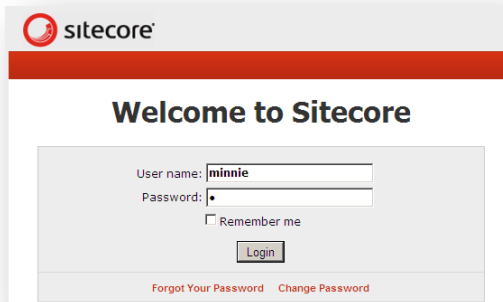 sitecore
Welcome to Sitecore
User name: minnie
Password: •
Remember me
Login
Forgot Your Password Change Password